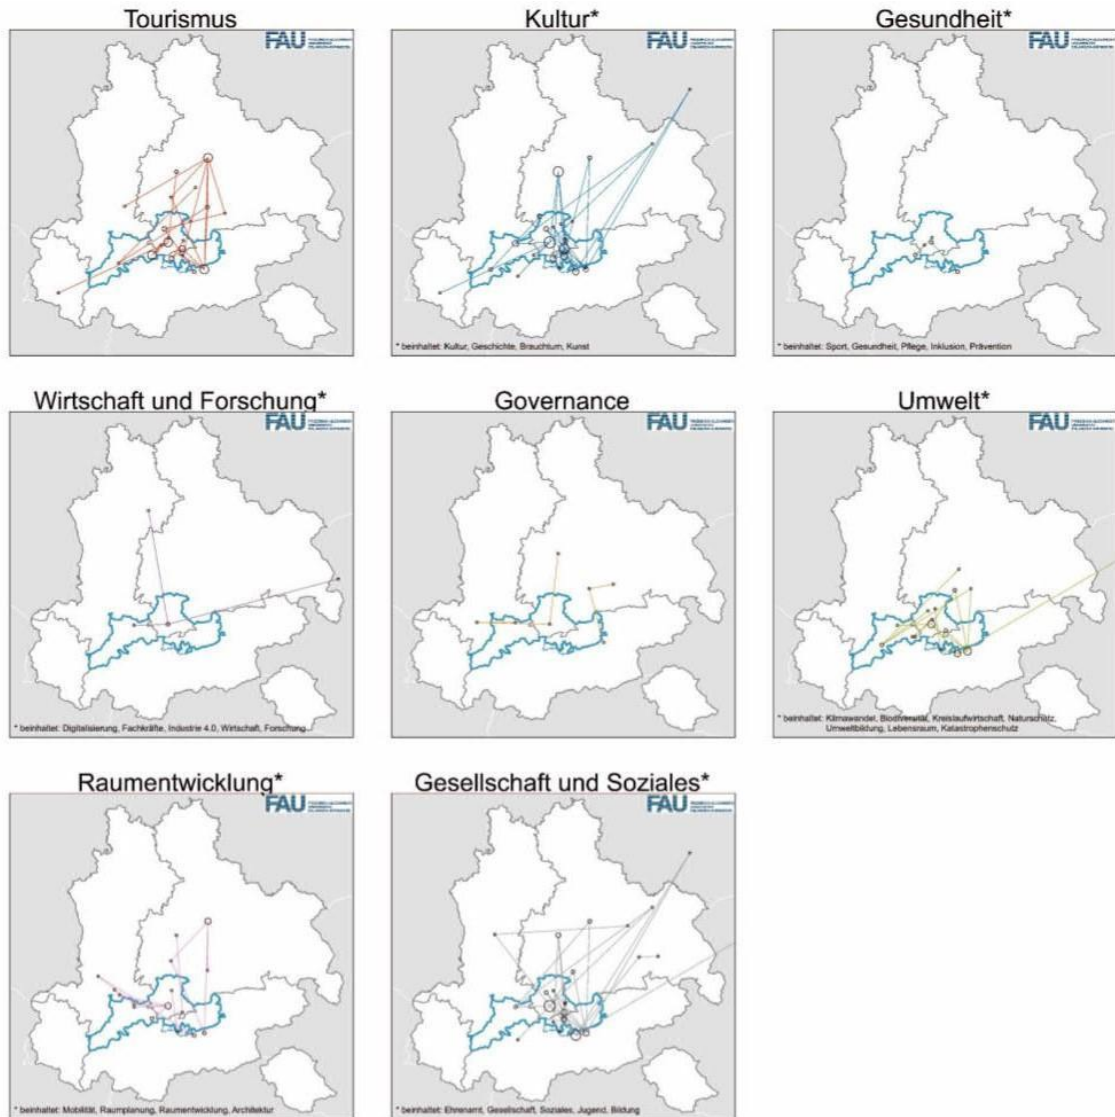 Tourismus
Kultur*
Gesundheit*
FAU
FAU
FAU
* beinhaltet: Kultur, Geschichte, Brauchtum, Kunst
* beinhaltet: Sport, Gesundheit, Pflege, Inklusion, Prävention
Wirtschaft und Forschung*
Governance
Umwelt*
FAU
FAU
FAU
* beinhaltet: Digitalisierung, Fachkräfte, Industrie 4.0, Wirtschaft, Forschung
* beinhaltet: Klimawandel, Biodiversität, Kreislaufwirtschaft, Naturschutz,
Umweltbildung, Lebensraum, Katastrophenschutz
Raumentwicklung*
Gesellschaft und Soziales*
FAU
FAU
* beinhaltet: Mobilität, Raumplanung, Raumentwicklung, Architektur
* beinhaltet: Ehrenamt, Gesellschaft, Soziales, Jugend, Bildung